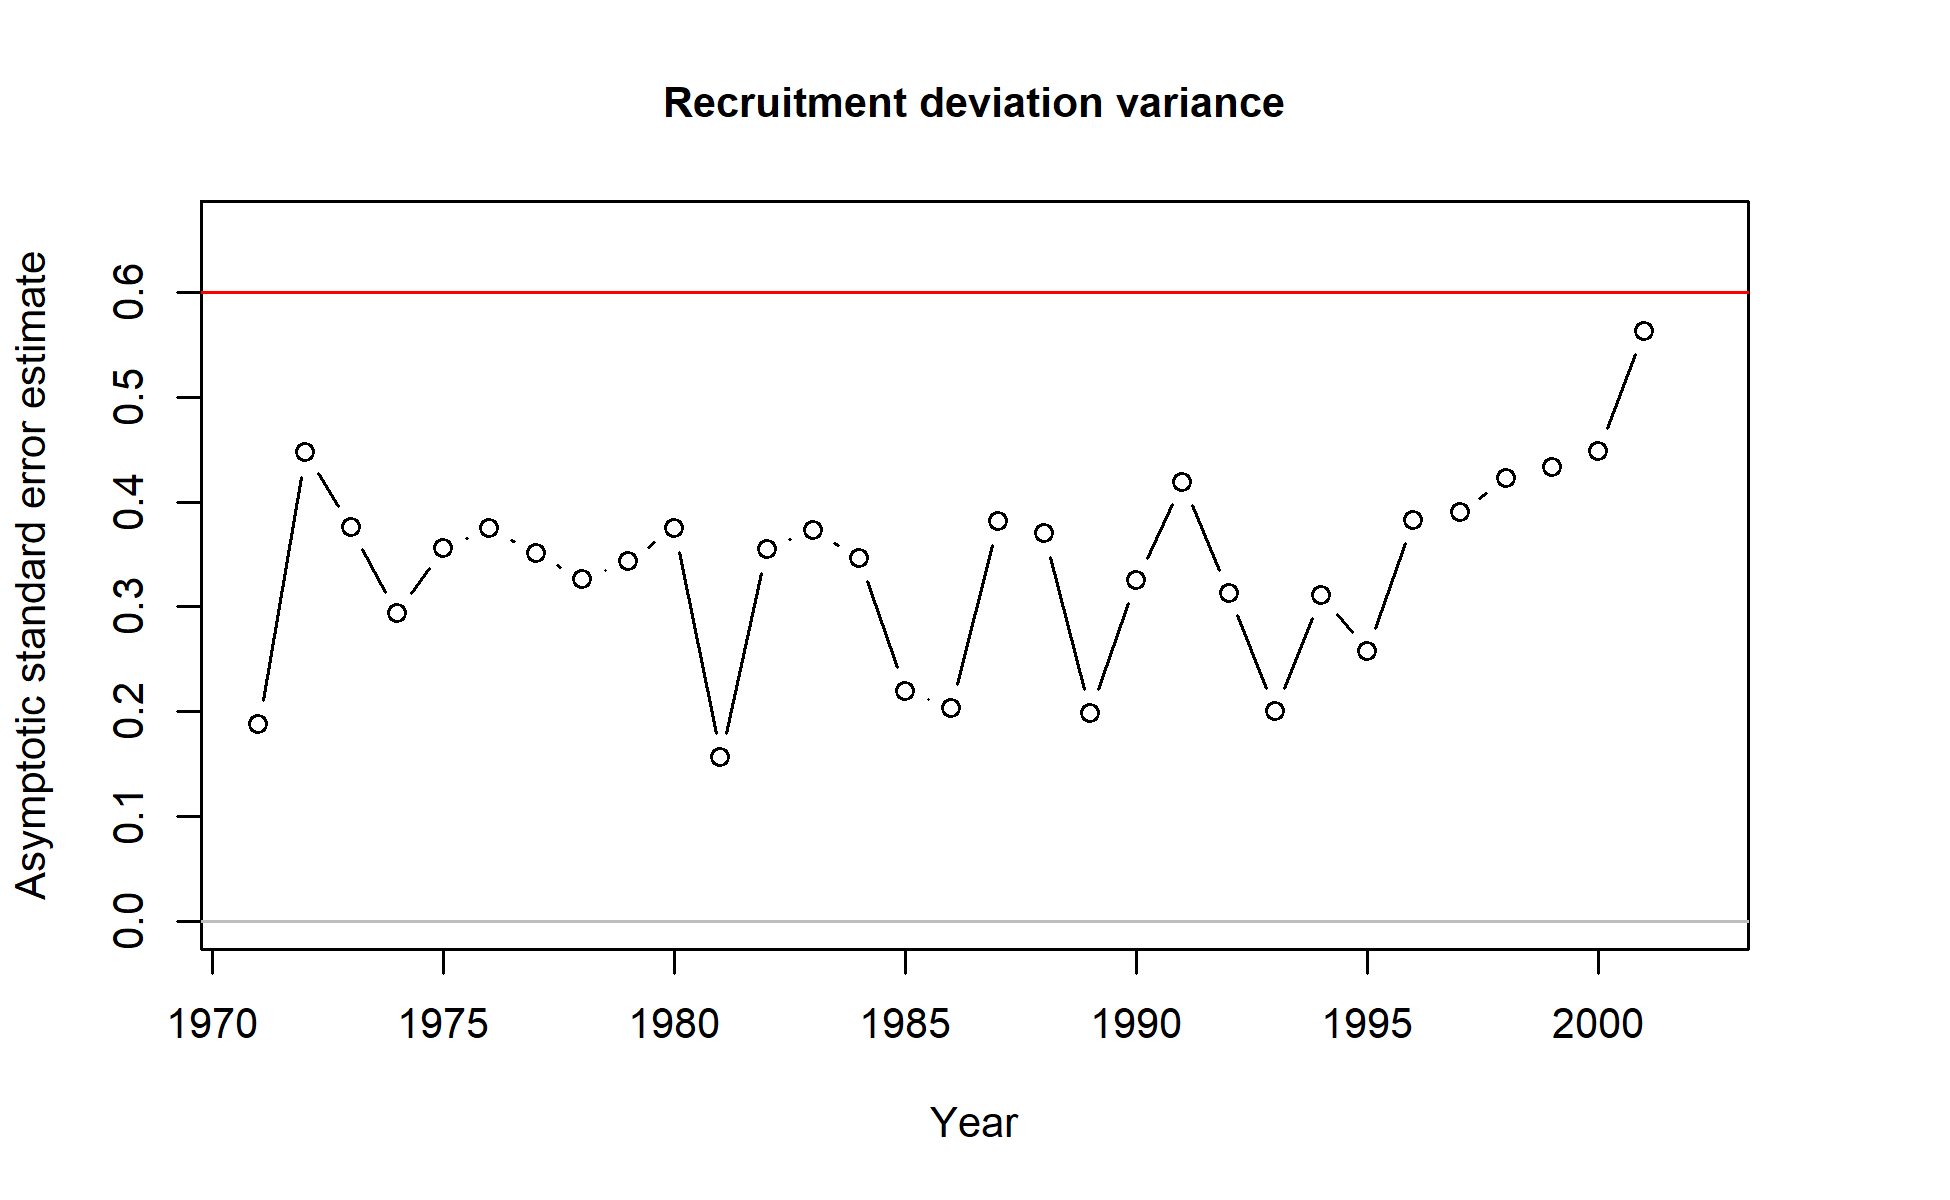 Recruitment deviation variance
Asymptotic standard error estimate
0.6
0.5
0.4
0.3
0.2
0.1
0.0
1970 1975 1980 1985 1990 1995 2000
Year